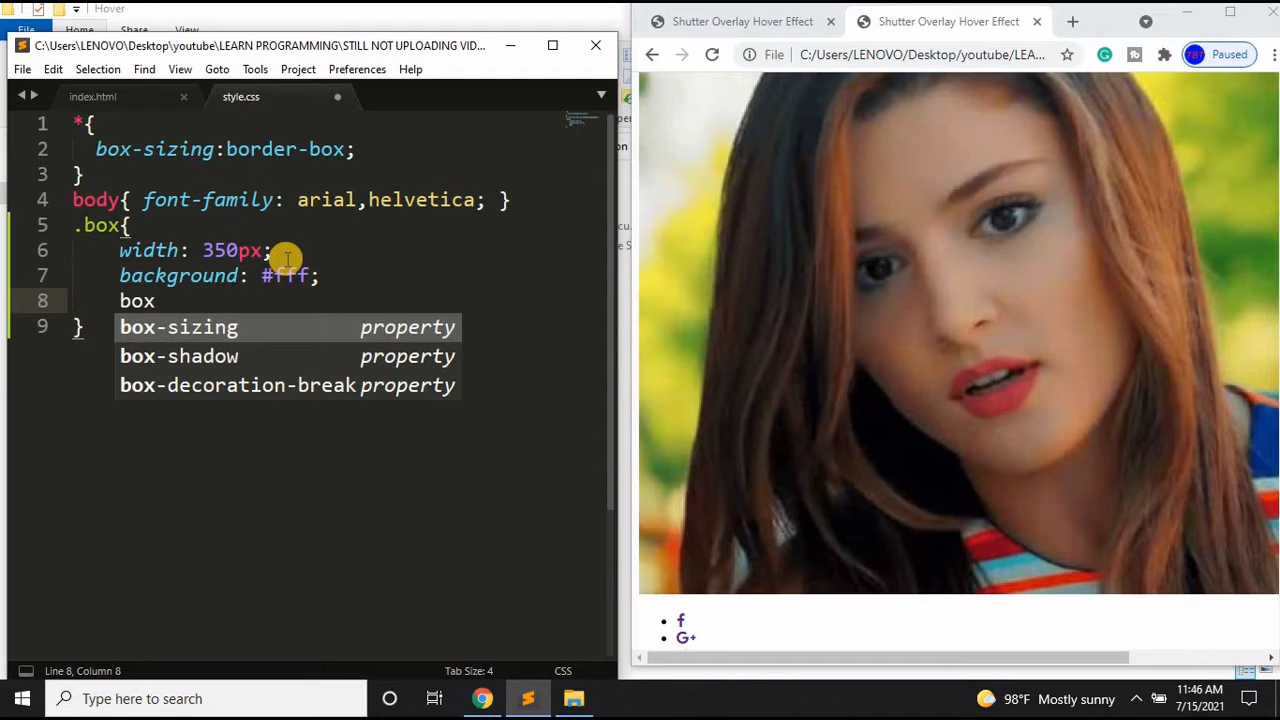 Hover
File
Home
C:\Users\LENOVO\Desktop\youtube\LEARN PROGRAMMING\STILL NOT UPLOADING VID...
File Edit Selection Find View Goto Tools Project Preferences Help
index.html × style.css
1 *{
2 box-sizing:border-box;
3 }
4 body{ font-family: arial,helvetica; }
5 .box{
6 width: 350px;
7 background: #fff;
8 box
9 }
box-sizing property
box-shadow property
box-decoration-break property
Line 8, Column 8
Tab Size: 4
CSS
Shutter Overlay Hover Effect
Shutter Overlay Hover Effect
File
C:/Users/LENOVO/Desktop/youtube/LEA...
Paused
G+
Type here to search
98°F Mostly sunny
11:46 AM
7/15/2021